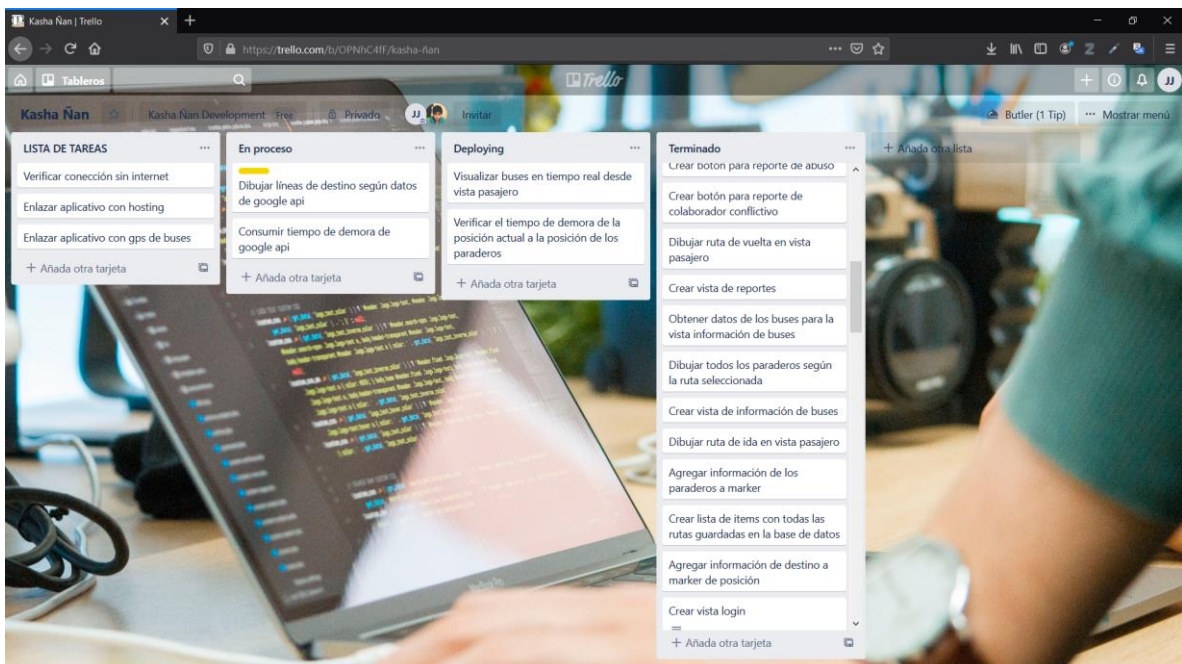 Kasha Ñan | Trello
https://trello.com/b/OPNhC4fF/kasha-ñan
Tableros
Trello
JJ
Kasha Ñan
Kasha Ñan Development Free
Privado
JJ
Invitar
Butler (1 Tip)
Mostrar menú
LISTA DE TAREAS
Verificar conección sin internet
Enlazar aplicativo con hosting
Enlazar aplicativo con gps de buses
+ Añada otra tarjeta
En proceso
Dibujar líneas de destino según datos
de google api
Consumir tiempo de demora de
google api
+ Añada otra tarjeta
Deploying
Visualizar buses en tiempo real desde
vista pasajero
Verificar el tiempo de demora de la
posición actual a la posición de los
paraderos
+ Añada otra tarjeta
Terminado
Crear botón para reporte de abuso
Crear botón para reporte de
colaborador conflictivo
Dibujar ruta de vuelta en vista
pasajero
Crear vista de reportes
Obtener datos de los buses para la
vista información de buses
Dibujar todos los paraderos según
la ruta seleccionada
Crear vista de información de buses
Dibujar ruta de ida en vista pasajero
Agregar información de los
paraderos a marker
Crear lista de items con todas las
rutas guardadas en la base de datos
Agregar información de destino a
marker de posición
Crear vista login
+ Añada otra tarjeta
+ Añada otra lista